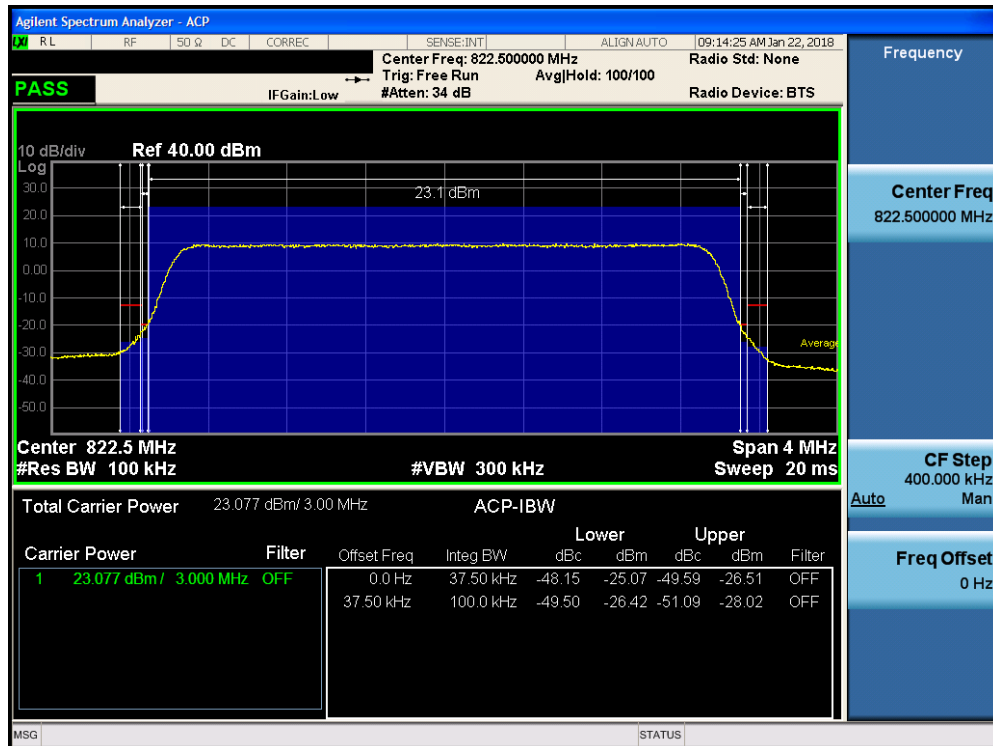 Agilent Spectrum Analyzer - ACP
LXI RL RF 50 Ω DC CORREC SENSE:INT ALIGN AUTO 09:14:25 AM Jan 22, 2018
Center Freq: 822.500000 MHz Radio Std: None
Trig: Free Run Avg|Hold: 100/100
PASS IFGain:Low #Atten: 34 dB Radio Device: BTS
10 dB/div Ref 40.00 dBm
Log
30.0
23.1 dBm
20.0
10.0
0.00
-10.0
-20.0
-30.0
Average
-40.0
-50.0
Center 822.5 MHz Span 4 MHz
#Res BW 100 kHz #VBW 300 kHz Sweep 20 ms
Total Carrier Power 23.077 dBm/ 3.00 MHz ACP-IBW
Lower Upper
Carrier Power Filter Offset Freq Integ BW dBc dBm dBc dBm Filter
1 23.077 dBm / 3.000 MHz OFF 0.0 Hz 37.50 kHz -48.15 -25.07 -49.59 -26.51 OFF
37.50 kHz 100.0 kHz -49.50 -26.42 -51.09 -28.02 OFF
MSG STATUS
Frequency
Center Freq
822.500000 MHz
CF Step
400.000 kHz
Auto Man
Freq Offset
0 Hz